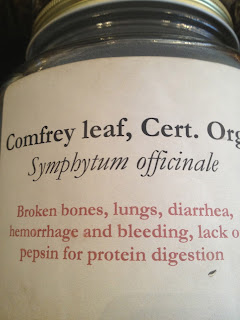 Comfrey leaf, Cert. Org
Symphytum officinale
Broken bones, lungs, diarrhea,
hemorrhage and bleeding, lack o
pepsin for protein digestion